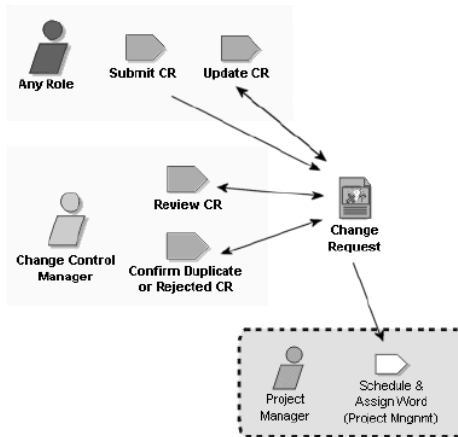 Any Role
Submit CR
Update CR
Review CR
Change Control
Manager
Confirm Duplicate
or Rejected CR
Change
Request
Project
Manager
Schedule &
Assign Word
(Project Mngnmt)